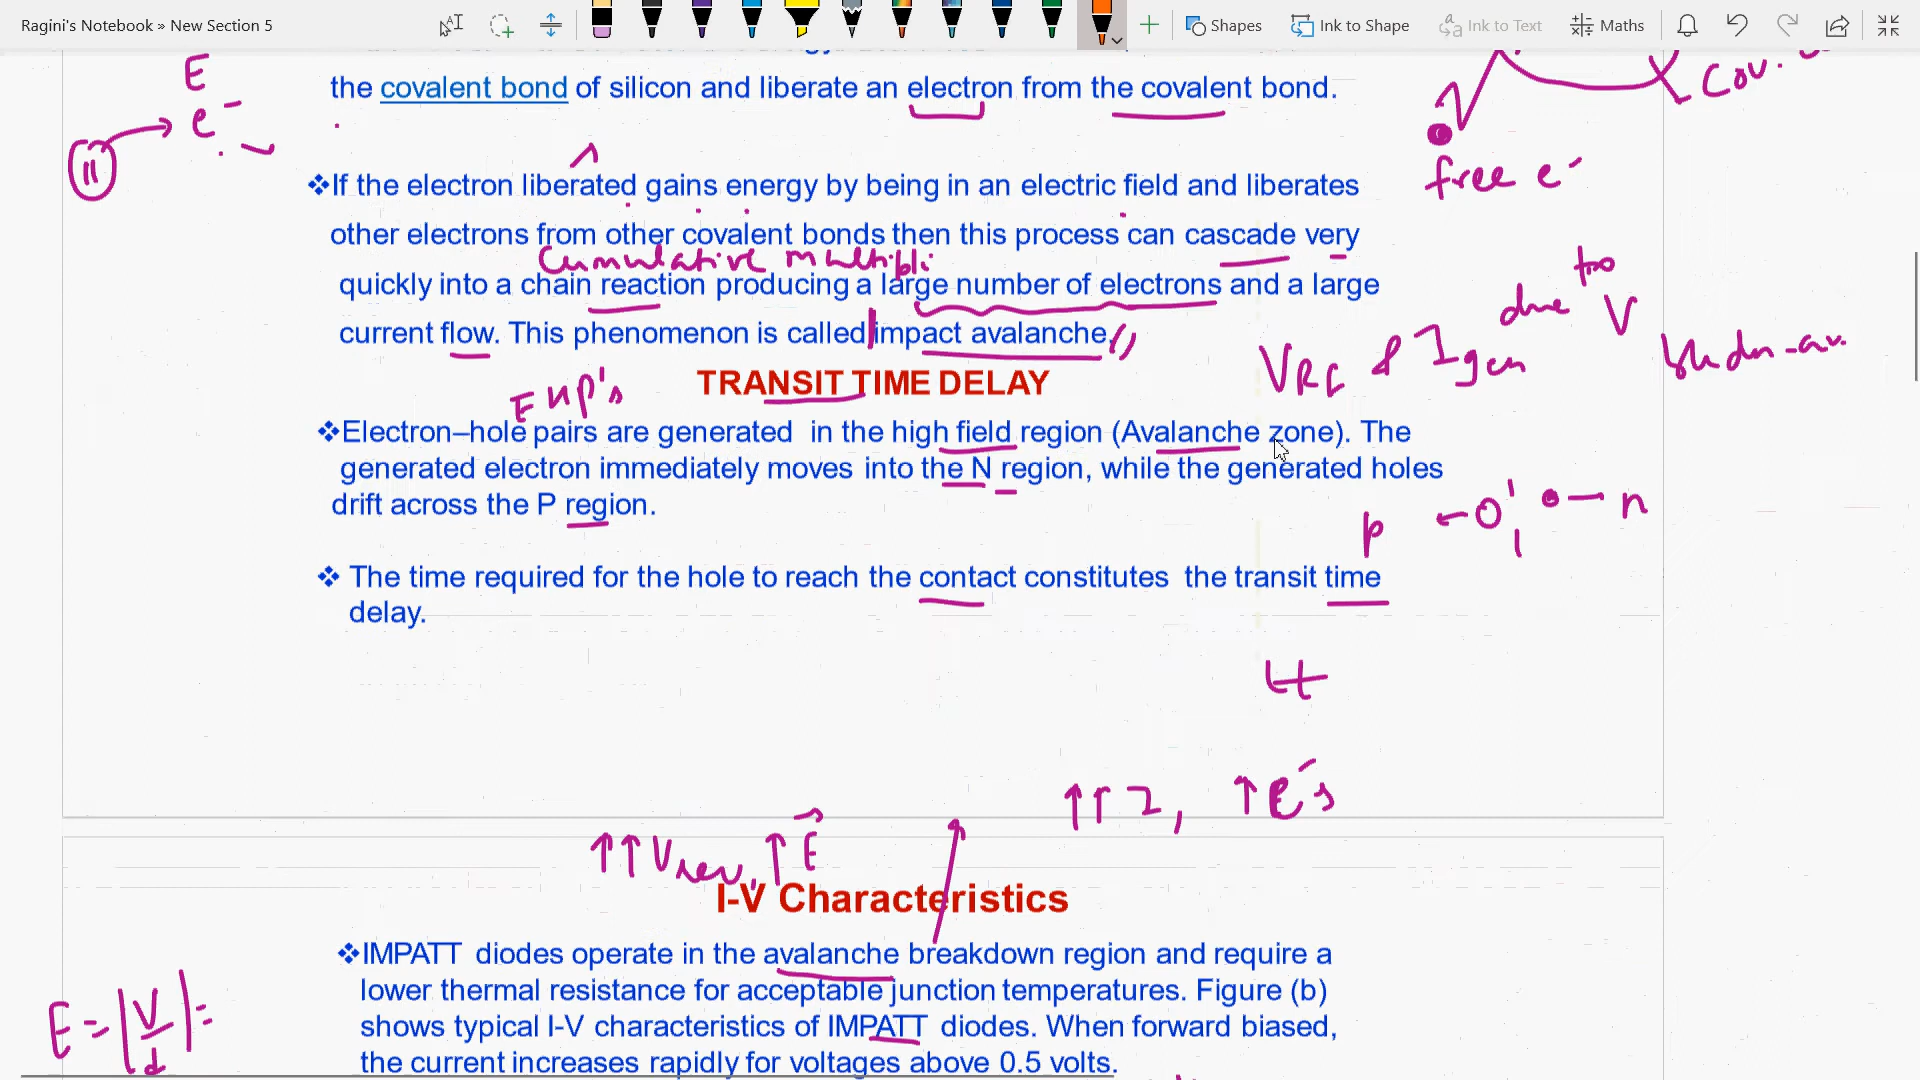 Ragini's Notebook » New Section 5
Shapes
Ink to Shape
Ink to Text
Maths
E
the covalent bond of silicon and liberate an electron from the covalent bond.
Cov.
e-
11
free e-
If the electron liberated gains energy by being in an electric field and liberates
other electrons from other covalent bonds then this process can cascade very
Cumulative multipli
quickly into a chain reaction producing a large number of electrons and a large
current flow. This phenomenon is called impact avalanche.
due to V
& I gen
TRANSIT TIME DELAY
EHP's
Electron–hole pairs are generated in the high field region (Avalanche zone). The
generated electron immediately moves into the N region, while the generated holes
drift across the P region.
p ←O | ●— n
The time required for the hole to reach the contact constitutes the transit time
delay.
↑↑ I, ↑ e-s
↑↑ Vrev, ↑ E
I-V Characteristics
IMPATT diodes operate in the avalanche breakdown region and require a
lower thermal resistance for acceptable junction temperatures. Figure (b)
shows typical I-V characteristics of IMPATT diodes. When forward biased,
the current increases rapidly for voltages above 0.5 volts.
E = |V/d| =